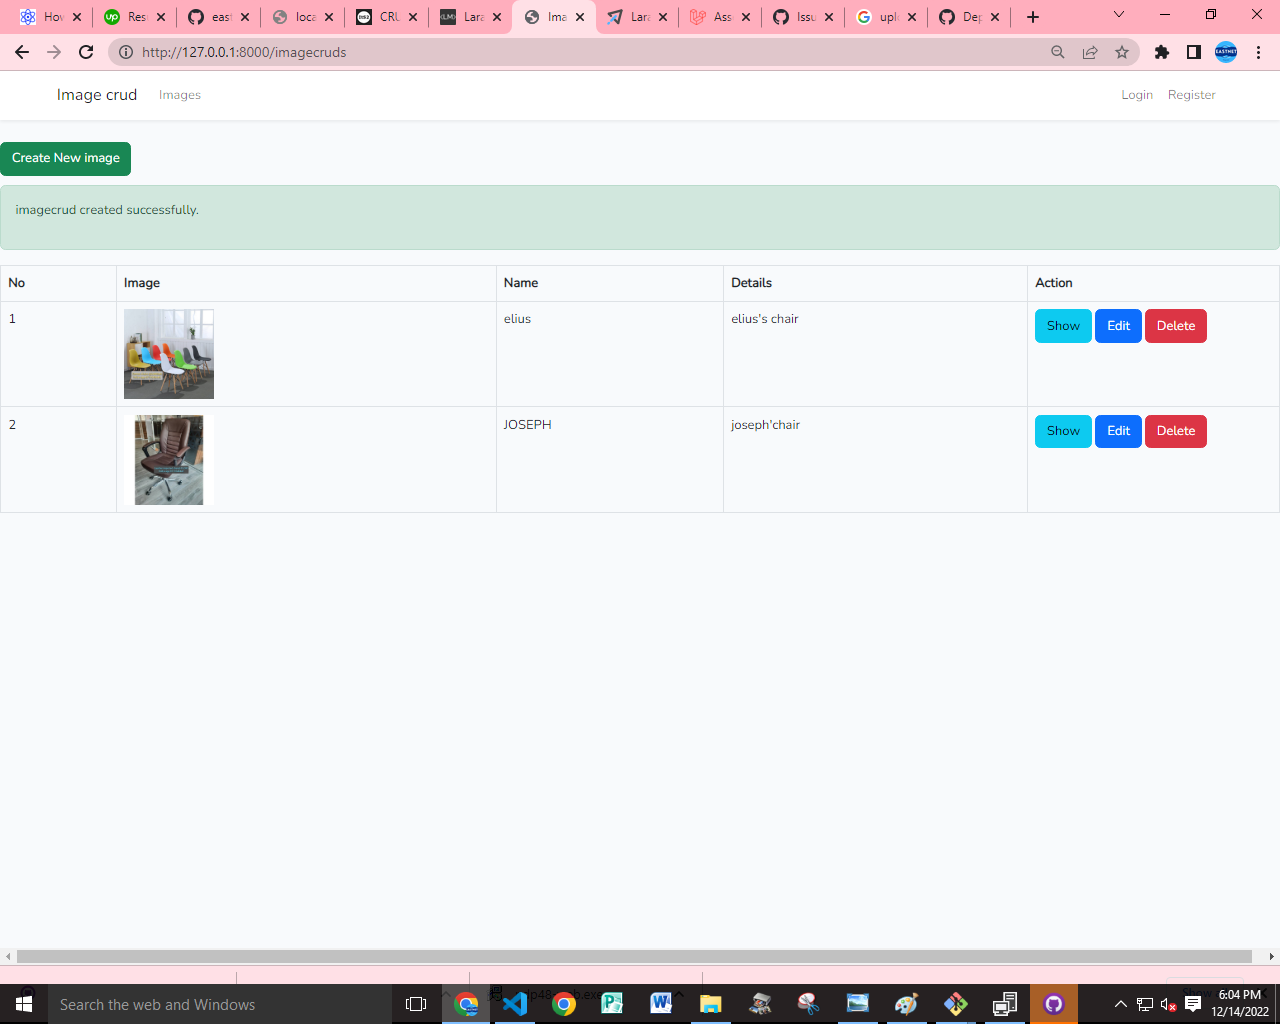 How
Res
east
loca
CRU
Lara
Ima
Lara
Ass
Issu
upl
Dep
http://127.0.0.1:8000/imagecruds
Image crud Images Login Register
Create New image
imagecrud created successfully.
No Image Name Details Action
1 elius elius's chair Show Edit Delete
2 JOSEPH joseph'chair Show Edit Delete
Search the web and Windows
6:04 PM
12/14/2022